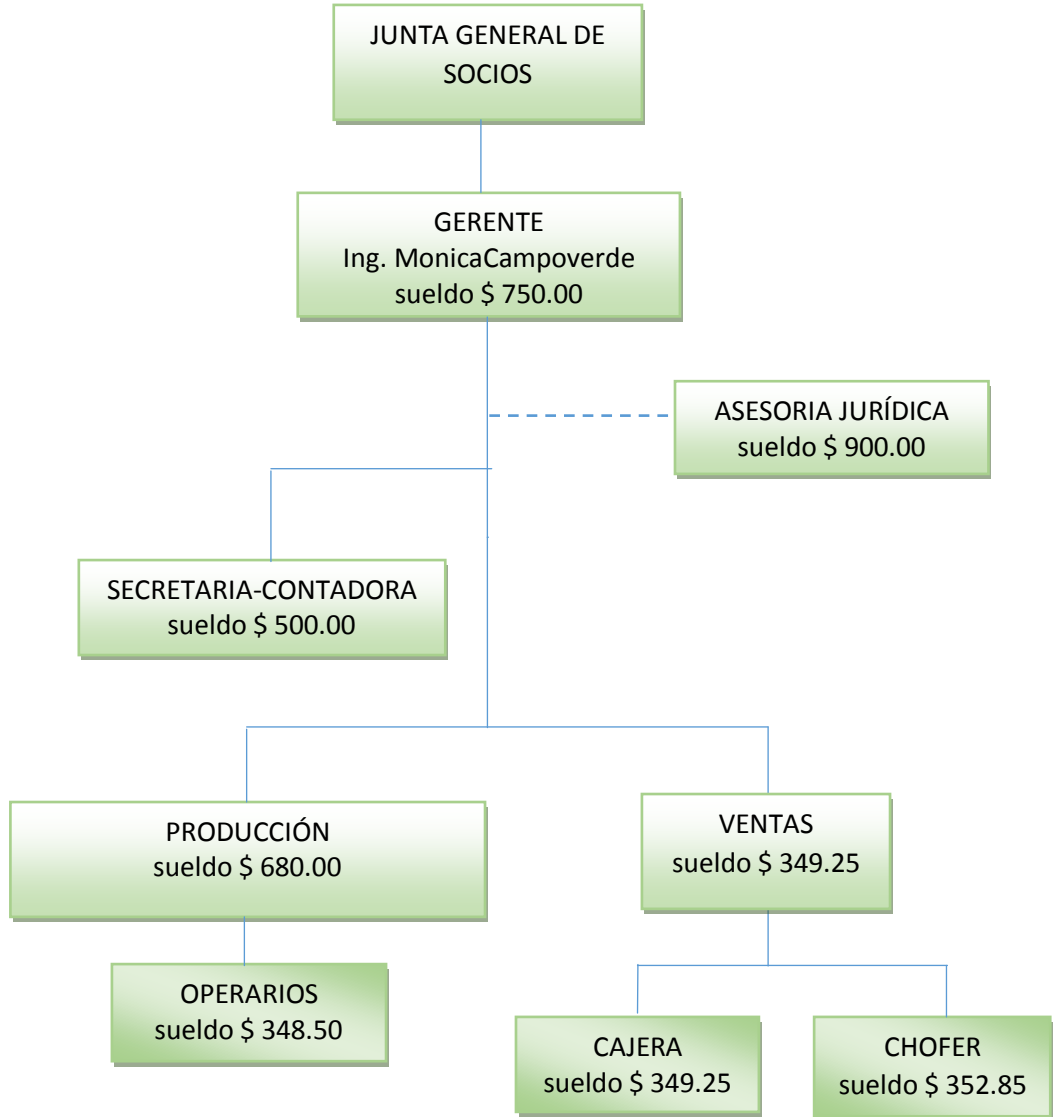 JUNTA GENERAL DE
SOCIOS
GERENTE
Ing. MonicaCampoverde
sueldo $ 750.00
ASESORIA JURÍDICA
sueldo $ 900.00
SECRETARIA-CONTADORA
sueldo $ 500.00
PRODUCCIÓN
sueldo $ 680.00
VENTAS
sueldo $ 349.25
OPERARIOS
sueldo $ 348.50
CAJERA
sueldo $ 349.25
CHOFER
sueldo $ 352.85